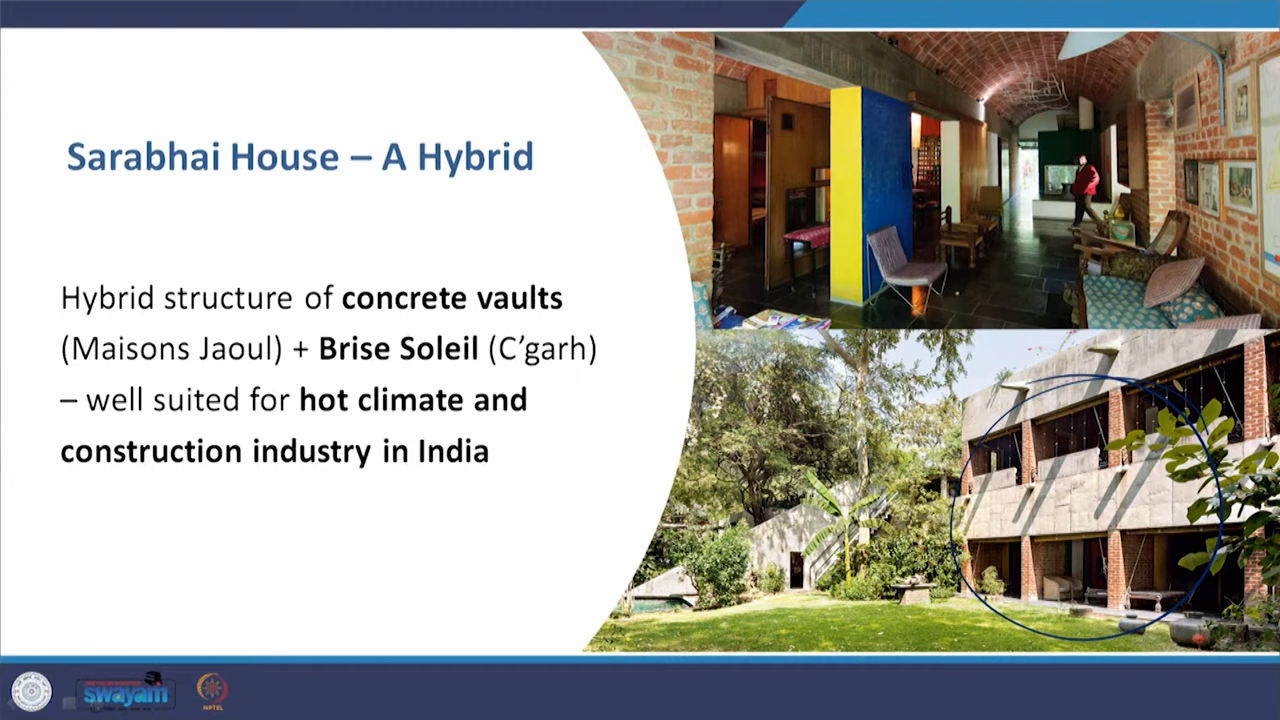 Sarabhai House – A Hybrid
Hybrid structure of concrete vaults
(Maisons Jaoul) + Brise Soleil (C’garh)
– well suited for hot climate and
construction industry in India
swayam
NPTEL